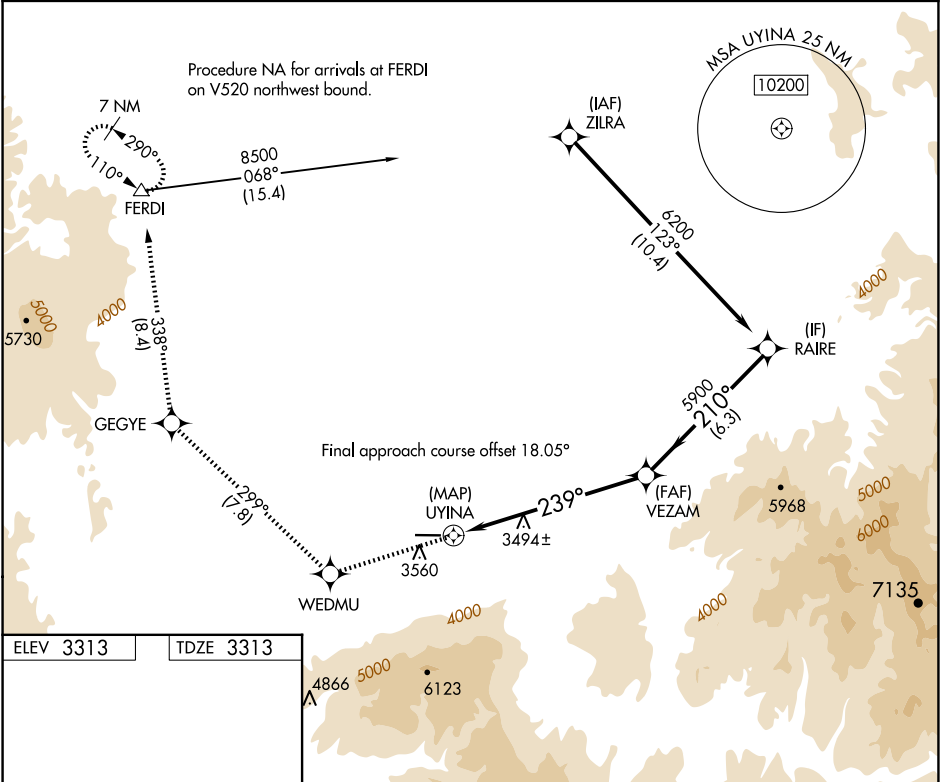 Procedure NA for arrivals at FERDI
on V520 northwest bound.
MSA UYINA 25 NM
10200
7 NM
290°
110°
FERDI
8500
068°
(15.4)
(IAF)
ZILRA
6200
123°
(10.4)
(IF)
RAIRE
4000
5000
4000
5730
338°
(8.4)
GEGYE
299°
(7.8)
Final approach course offset 18.05°
5900
210°
(6.3)
(FAF)
VEZAM
239°
(MAP)
UYINA
3494±
3560
WEDMU
5968
5000
6000
7135
4000
4000
5000
4866
6123
ELEV 3313
TDZE 3313